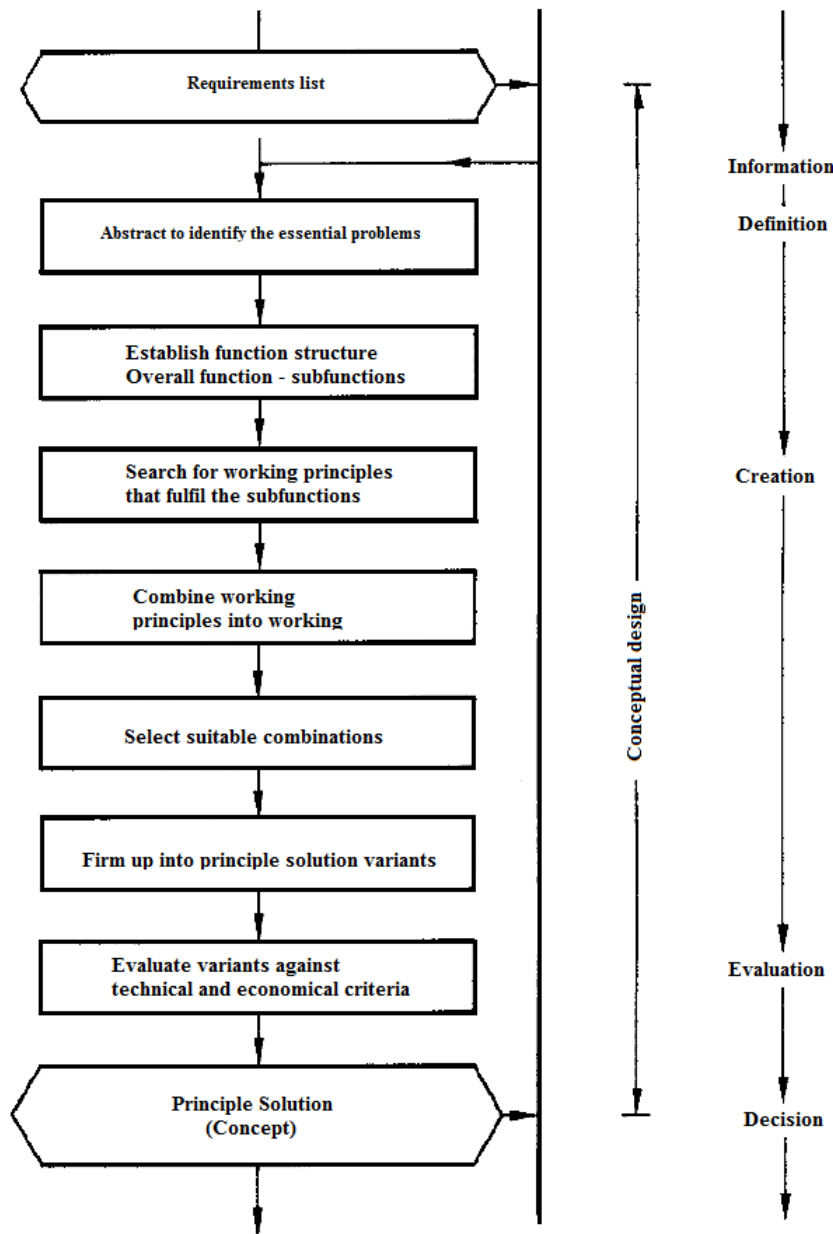 Requirements list
Information
Abstract to identify the essential problems
Definition
Establish function structure
Overall function - subfunctions
Search for working principles
that fulfil the subfunctions
Creation
Combine working
principles into working
Conceptual design
Select suitable combinations
Firm up into principle solution variants
Evaluate variants against
technical and economical criteria
Evaluation
Principle Solution
(Concept)
Decision